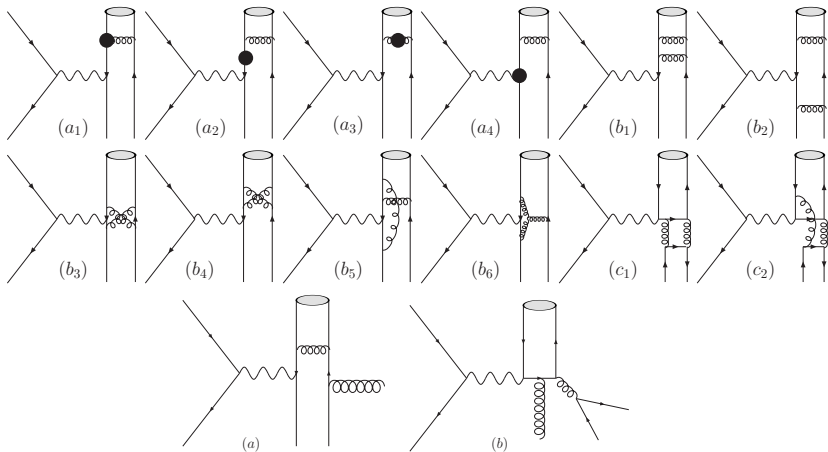 (a₁) (a₂) (a₃) (a₄) (b₁) (b₂)
(b₃) (b₄) (b₅) (b₆) (c₁) (c₂)
(a) (b)